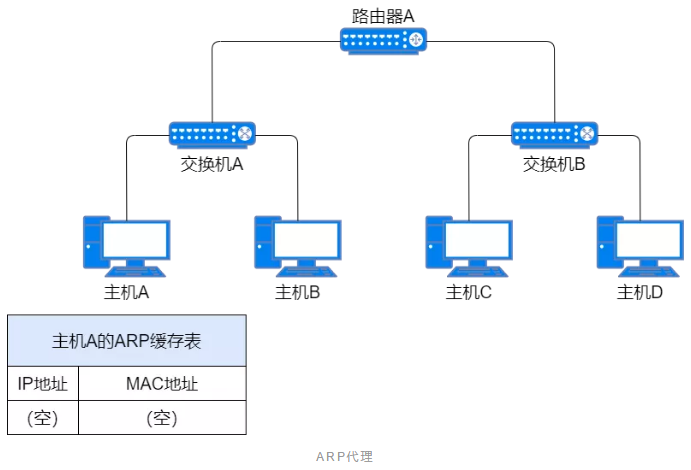 路由器A
交换机A
交换机B
主机A
主机B
主机C
主机D
主机A的ARP缓存表
IP地址 MAC地址
(空) (空)
ARP代理